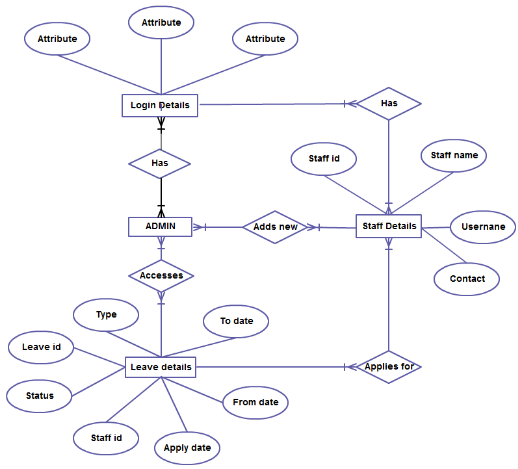 Attribute
Attribute
Attribute
Login Details
Has
Has
Staff id
Staff name
ADMIN
Adds new
Staff Details
Usernane
Accesses
Contact
Type
To date
Leave id
Leave details
Applies for
Status
From date
Staff id
Apply date